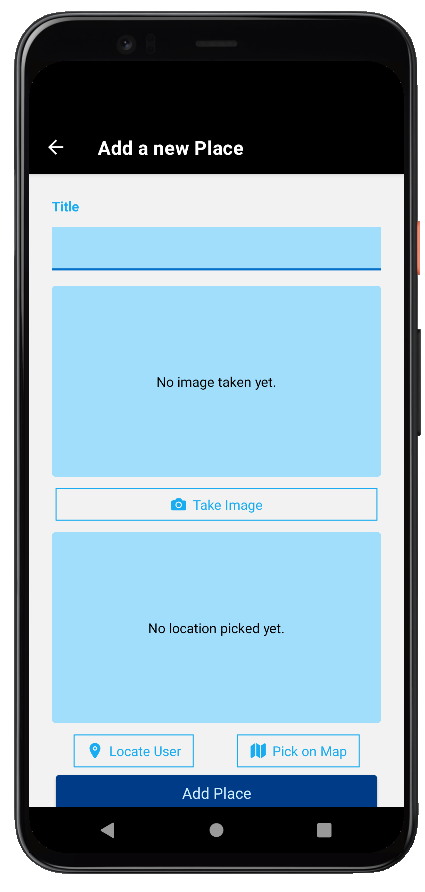 Add a new Place
Title
No image taken yet.
Take Image
No location picked yet.
Locate User
Pick on Map
Add Place